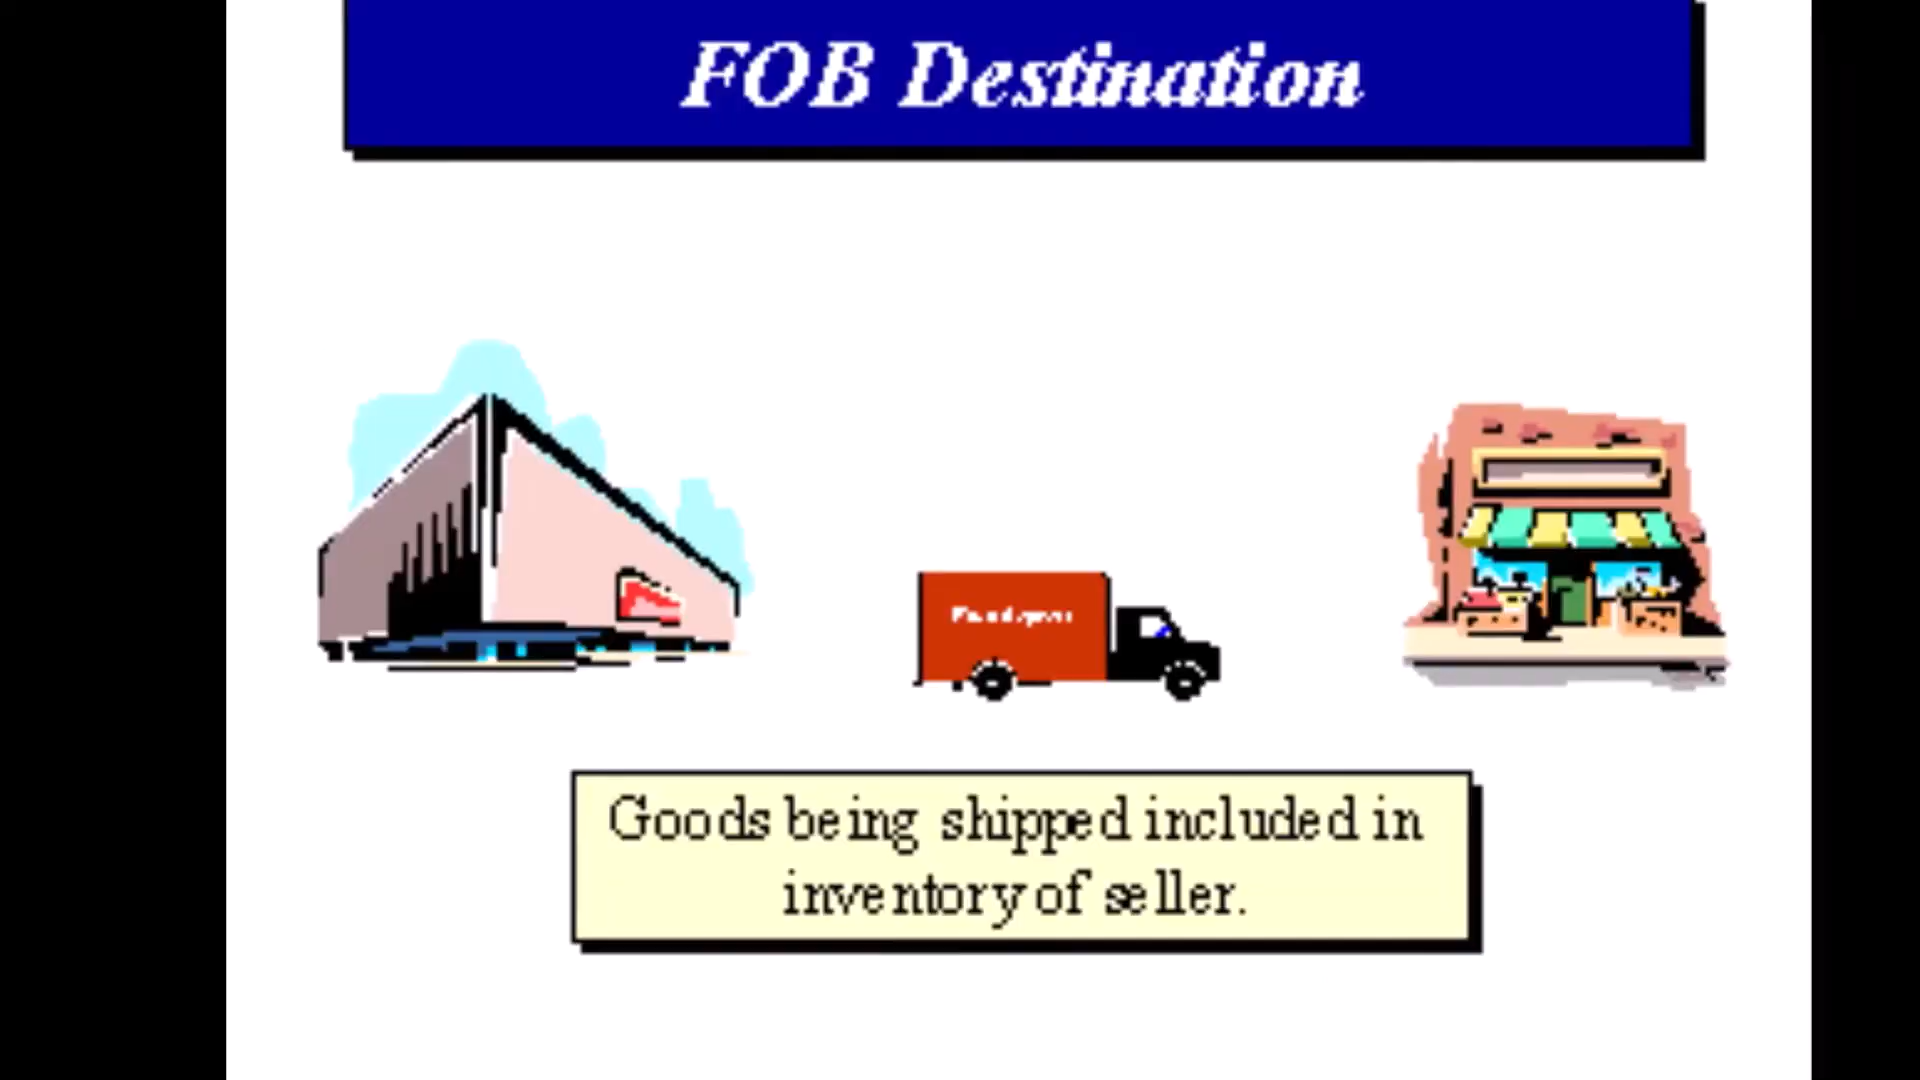 FOB Destination
Goods being shipped included in
inventory of seller.